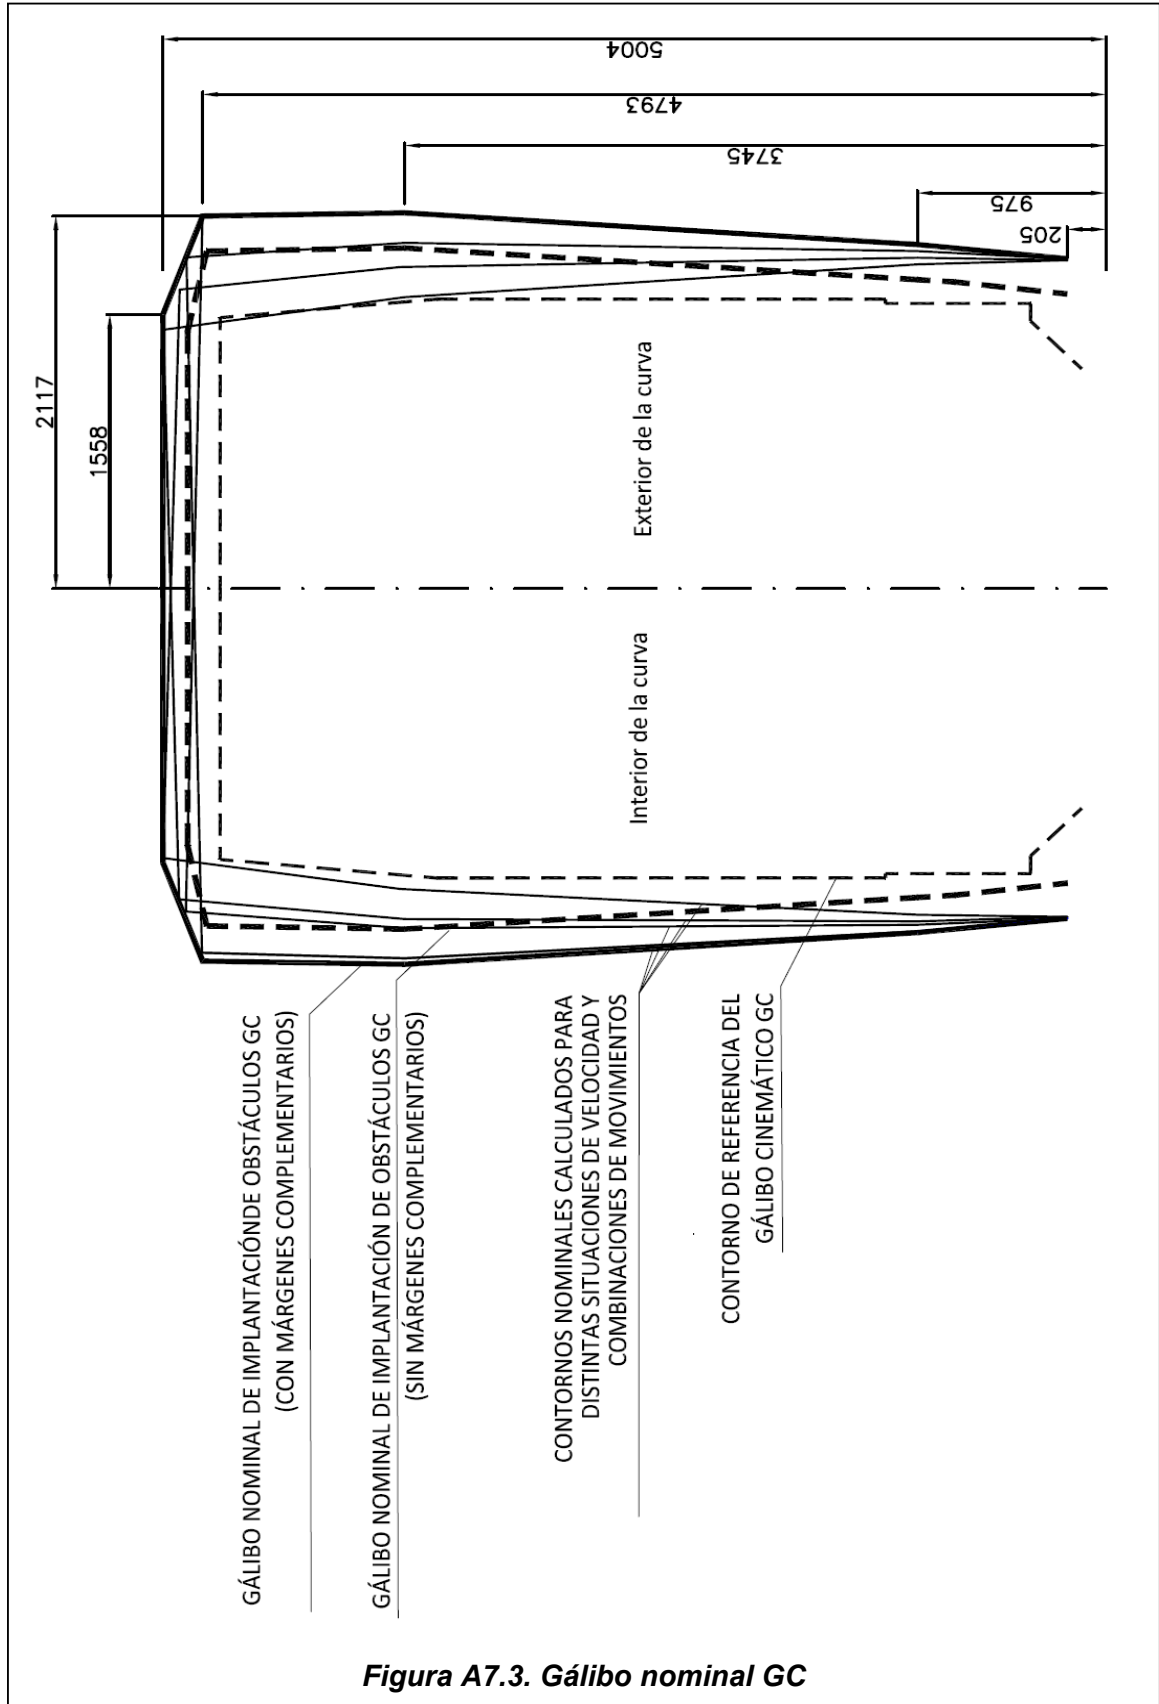 5004
4793
3745
975
205
2117
1558
Exterior de la curva
Interior de la curva
GÁLIBO NOMINAL DE IMPLANTACIÓNDE OBSTÁCULOS GC
(CON MÁRGENES COMPLEMENTARIOS)
GÁLIBO NOMINAL DE IMPLANTACIÓN DE OBSTÁCULOS GC
(SIN MÁRGENES COMPLEMENTARIOS)
CONTORNOS NOMINALES CALCULADOS PARA
DISTINTAS SITUACIONES DE VELOCIDAD Y
COMBINACIONES DE MOVIMIENTOS
CONTORNO DE REFERENCIA DEL
GÁLIBO CINEMÁTICO GC
Figura A7.3. Gálibo nominal GC